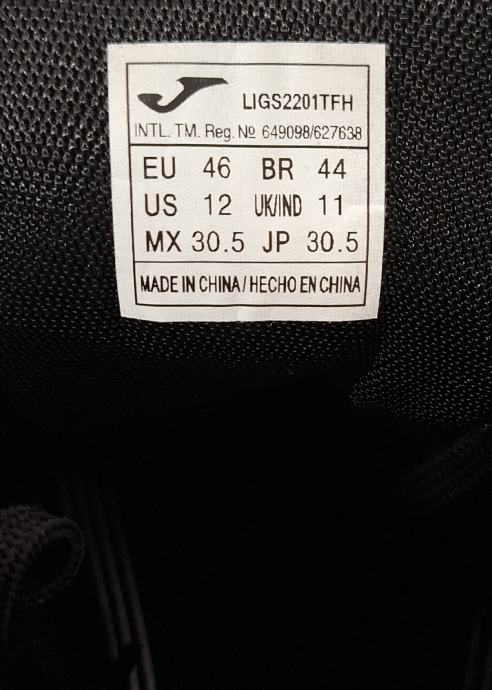 LIGS2201TFH
INTL. TM. Reg. Nº 649098/627638
EU 46 BR 44
US 12 UK/IND 11
MX 30.5 JP 30.5
MADE IN CHINA / HECHO EN CHINA